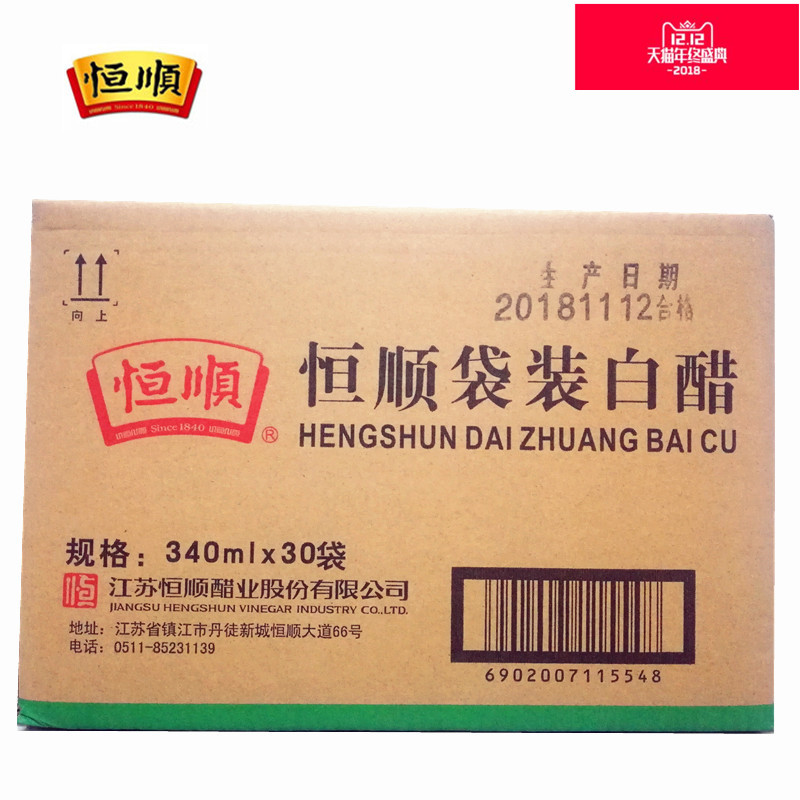 恒順
Since 1840
12.12
天猫年终盛典
-2018-
生产日期
20181112合格
向上
恒順
Since 1840
®
恒顺袋装白醋
HENGSHUN DAI ZHUANG BAI CU
规格：340ml x 30袋
恒 江苏恒顺醋业股份有限公司
JIANGSU HENGSHUN VINEGAR INDUSTRY CO.,LTD.
地址：江苏省镇江市丹徒新城恒顺大道66号
电话：0511-85231139
6902007115548